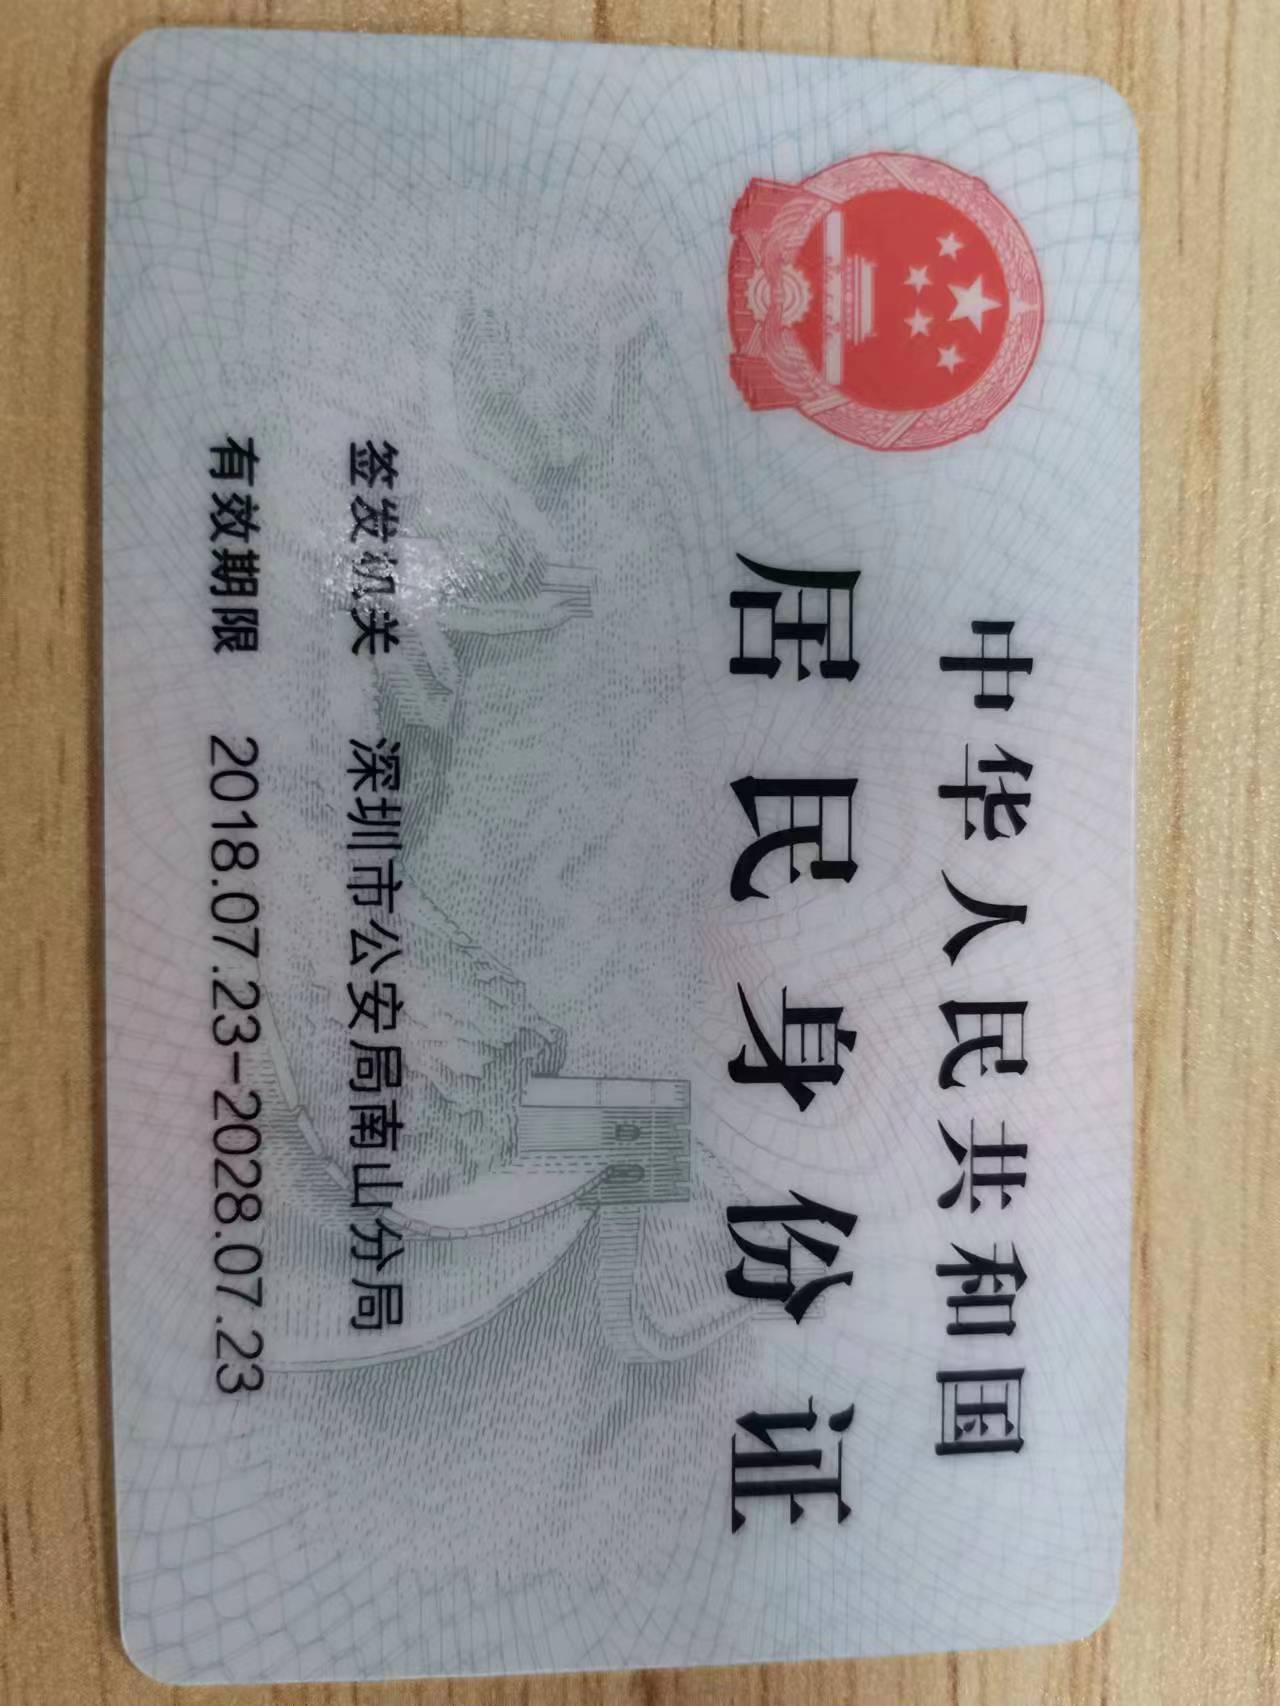 中华人民共和国
居民身份证
签发机关 深圳市公安局南山分局
有效期限 2018.07.23-2028.07.23